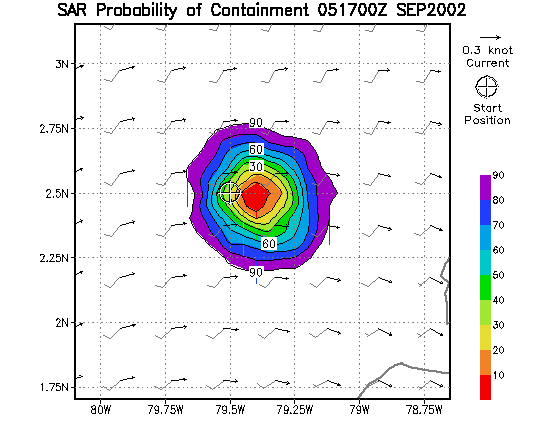 SAR Probability of Containment 051700Z SEP2002
0.3 knot
Current
Start
Position
3N
2.75N
2.5N
2.25N
2N
1.75N
80W
79.75W
79.5W
79.25W
79W
78.75W
90
60
30
60
90
90
80
70
60
50
40
30
20
10